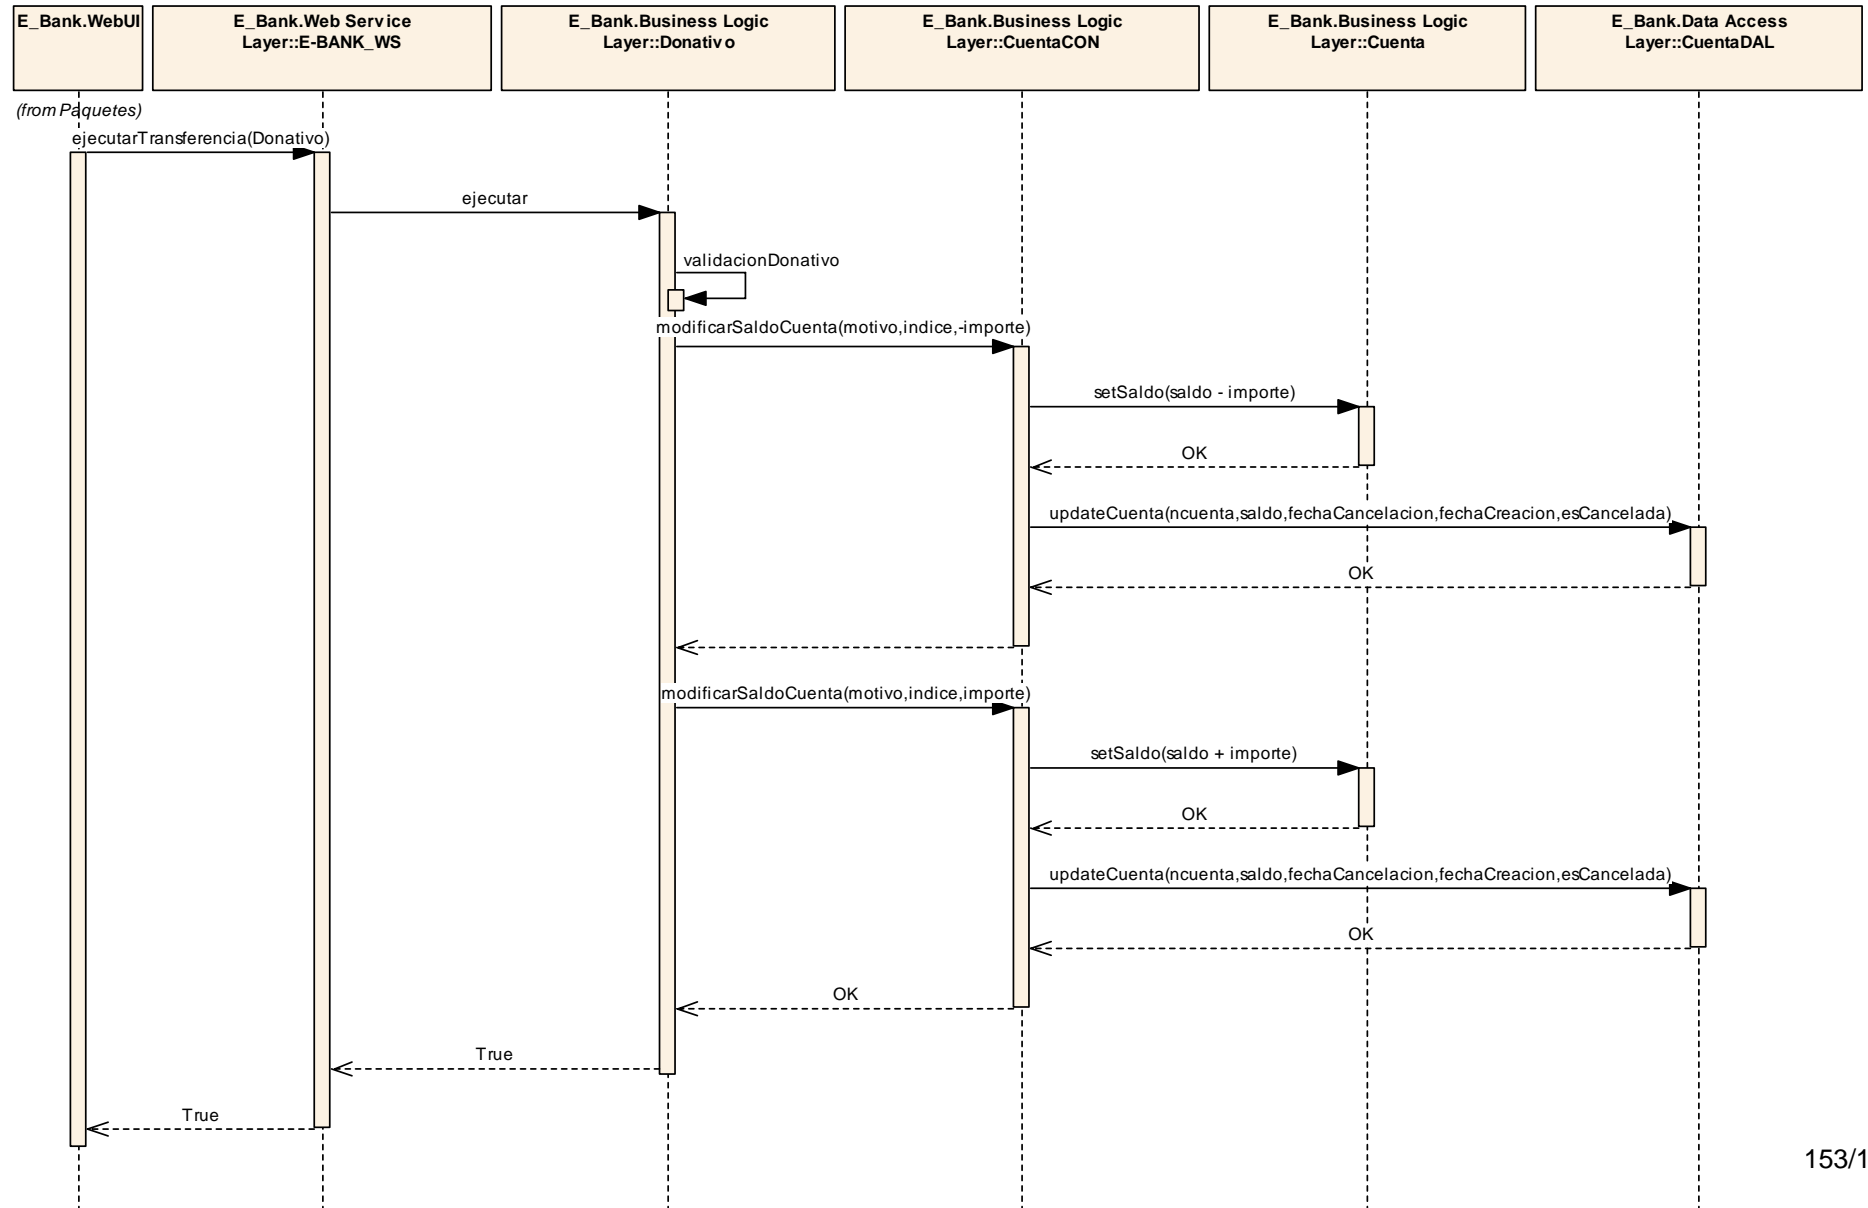 E_Bank.WebUI
E_Bank.Web Service
Layer::E-BANK_WS
E_Bank.Business Logic
Layer::Donativo
E_Bank.Business Logic
Layer::CuentaCON
E_Bank.Business Logic
Layer::Cuenta
E_Bank.Data Access
Layer::CuentaDAL
(from Paquetes)
ejecutarTransferencia(Donativo)
ejecutar
validacionDonativo
modificarSaldoCuenta(motivo,indice,-importe)
setSaldo(saldo - importe)
OK
updateCuenta(ncuenta,saldo,fechaCancelacion,fechaCreacion,esCancelada)
OK
modificarSaldoCuenta(motivo,indice,importe)
setSaldo(saldo + importe)
OK
updateCuenta(ncuenta,saldo,fechaCancelacion,fechaCreacion,esCancelada)
OK
OK
True
True
153/1